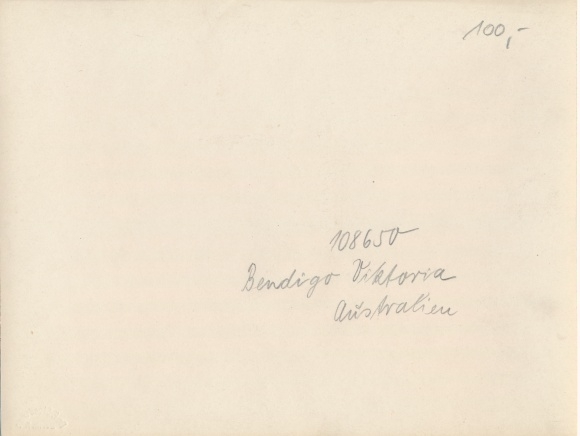 100,-
108650
Bendigo Viktoria
Australien